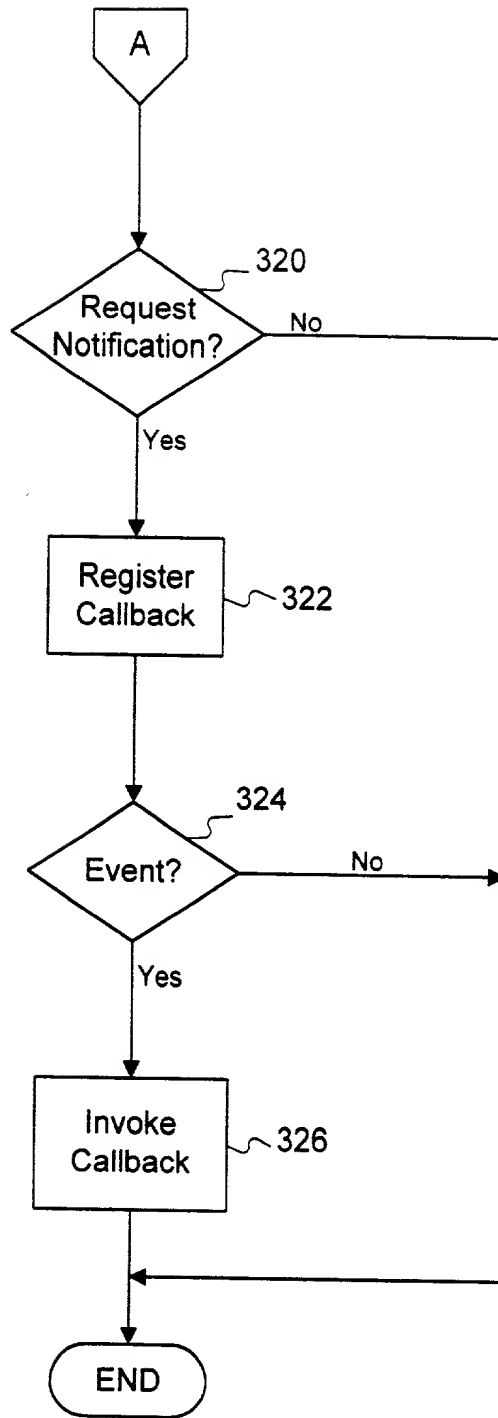 A
320
Request
Notification?
No
Yes
Register
Callback
322
324
Event?
No
Yes
Invoke
Callback
326
END